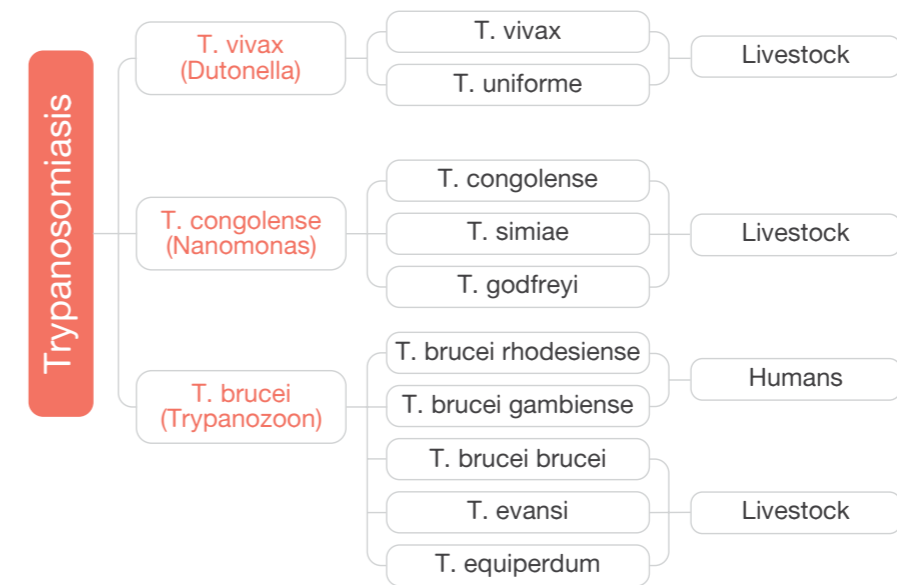 Trypanosomiasis
T. vivax
(Dutonella)
T. vivax
T. uniforme
Livestock
T. congolense
(Nanomonas)
T. congolense
T. simiae
T. godfreyi
Livestock
T. brucei
(Trypanozoon)
T. brucei rhodesiense
T. brucei gambiense
Humans
T. brucei brucei
T. evansi
T. equiperdum
Livestock